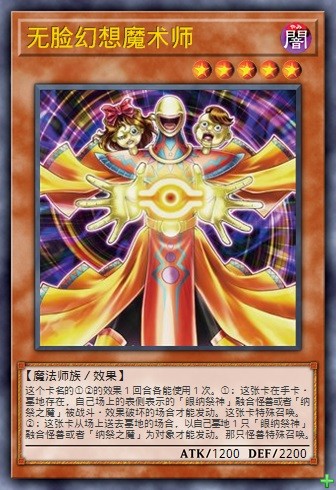 无脸幻想魔术师
闇
【魔法师族／效果】
这个卡名的①②的效果1回合各能使用1次。①：这张卡在手卡·
墓地存在，自己场上的表侧表示的「眼纳祭神」融合怪兽或者「纳
祭之魔」被战斗·效果破坏的场合才能发动。这张卡特殊召唤。
②：这张卡从场上送去墓地的场合，以自己墓地1只「眼纳祭神」
融合怪兽或者「纳祭之魔」为对象才能发动。那只怪兽特殊召唤。
ATK/1200 DEF/2200